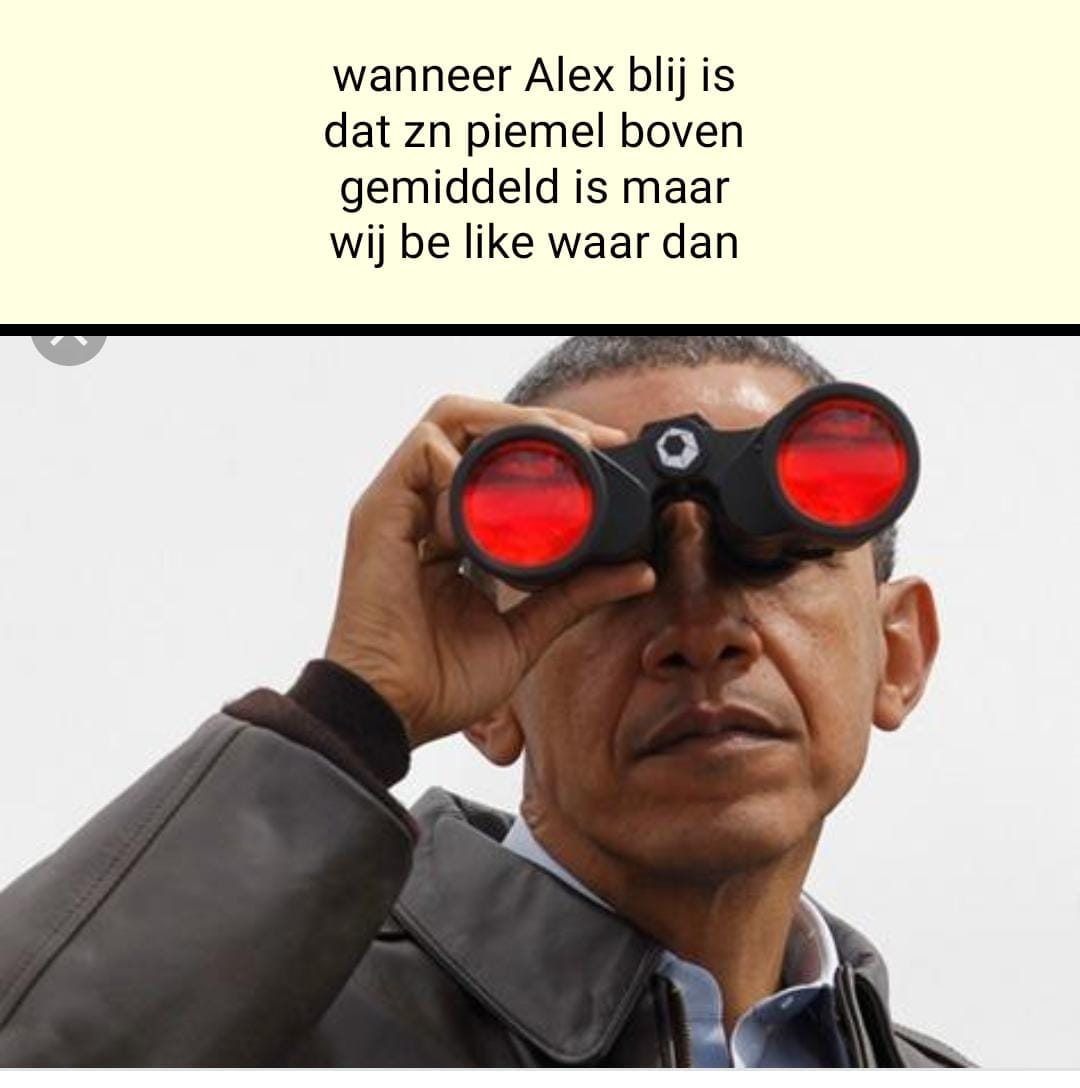 wanneer Alex blij is
dat zn piemel boven
gemiddeld is maar
wij be like waar dan